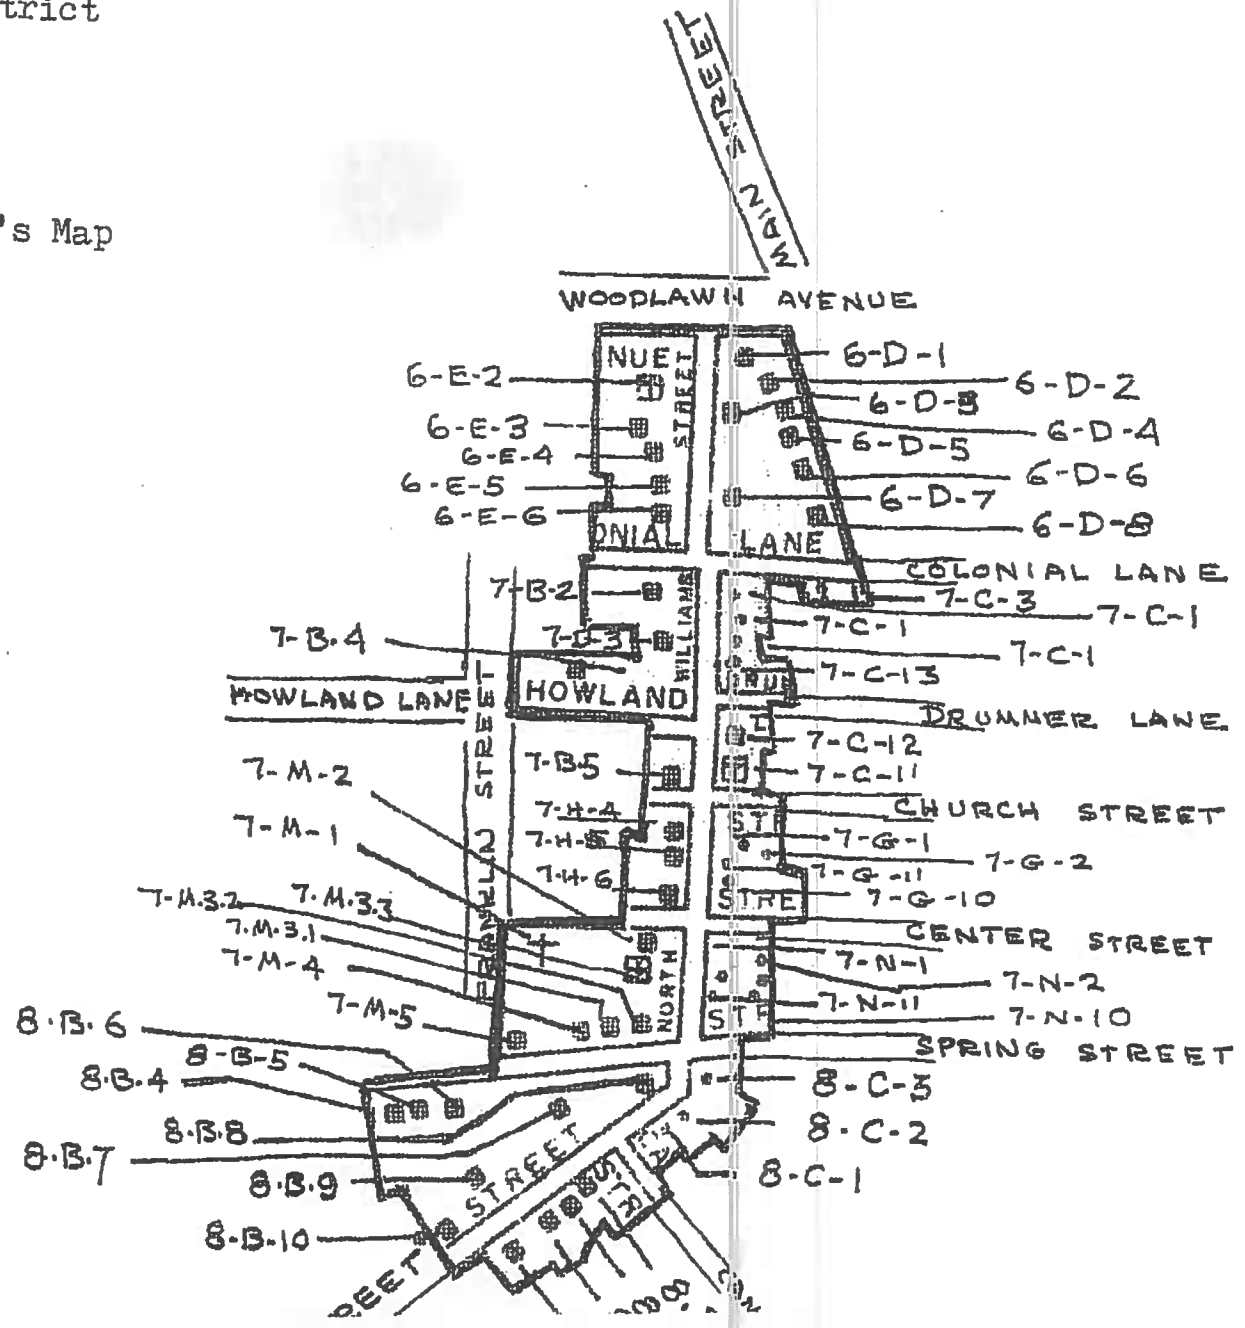 trict
's Map
MAIN STREET
WOODLAWN AVENUE
NUE
STREET
6-E-2
6-E-3
6-E-4
6-E-5
6-E-6
6-D-1
6-D-2
6-D-3
6-D-4
6-D-5
6-D-6
6-D-7
6-D-8
ONIAL LANE
COLONIAL LANE
7-B-2
WILLIAMS
7-C-3
7-C-1
7-C-1
7-B.4
7-B-3
7-C-1
7-C-13
HOWLAND LANE
HOWLAND
DRUMMER LANE
FRANKLIN STREET
7-C-12
7-B-5
7-C-11
7-M-2
CHURCH STREET
7-H-4
ST
7-M-1
7-H-5
7-G-1
7-G-2
7-H-6
7-G-11
7-G-10
STRE
7-M.3.2
7.M.3.3
7.M.3.1
CENTER STREET
7-M-4
NORTH
7-N-1
7-N-2
7-M-5
7-N-11
ST
7-N-10
8.B.6
SPRING STREET
8-B-5
8.B.4
8-C-3
8.B.8
8-C-2
8.B.7
8.B.9
STREET
STR
8-C-1
8-B-10
REET